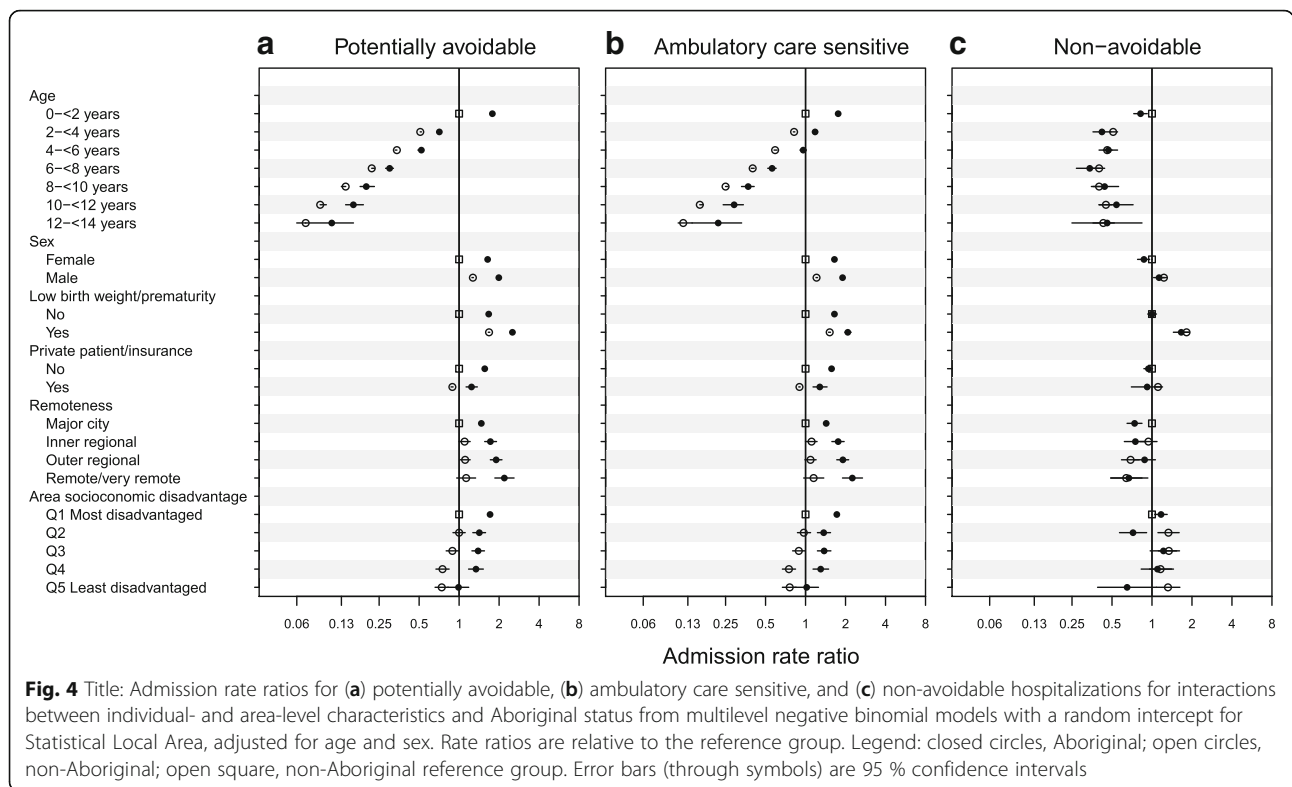 a Potentially avoidable
b Ambulatory care sensitive
c Non−avoidable
Age
0−<2 years
2−<4 years
4−<6 years
6−<8 years
8−<10 years
10−<12 years
12−<14 years
Sex
Female
Male
Low birth weight/prematurity
No
Yes
Private patient/insurance
No
Yes
Remoteness
Major city
Inner regional
Outer regional
Remote/very remote
Area socioconomic disadvantage
Q1 Most disadvantaged
Q2
Q3
Q4
Q5 Least disadvantaged
0.06 0.13 0.25 0.5 1 2 4 8
0.06 0.13 0.25 0.5 1 2 4 8
0.06 0.13 0.25 0.5 1 2 4 8
Admission rate ratio
Fig. 4 Title: Admission rate ratios for (a) potentially avoidable, (b) ambulatory care sensitive, and (c) non-avoidable hospitalizations for interactions
between individual- and area-level characteristics and Aboriginal status from multilevel negative binomial models with a random intercept for
Statistical Local Area, adjusted for age and sex. Rate ratios are relative to the reference group. Legend: closed circles, Aboriginal; open circles,
non-Aboriginal; open square, non-Aboriginal reference group. Error bars (through symbols) are 95 % confidence intervals